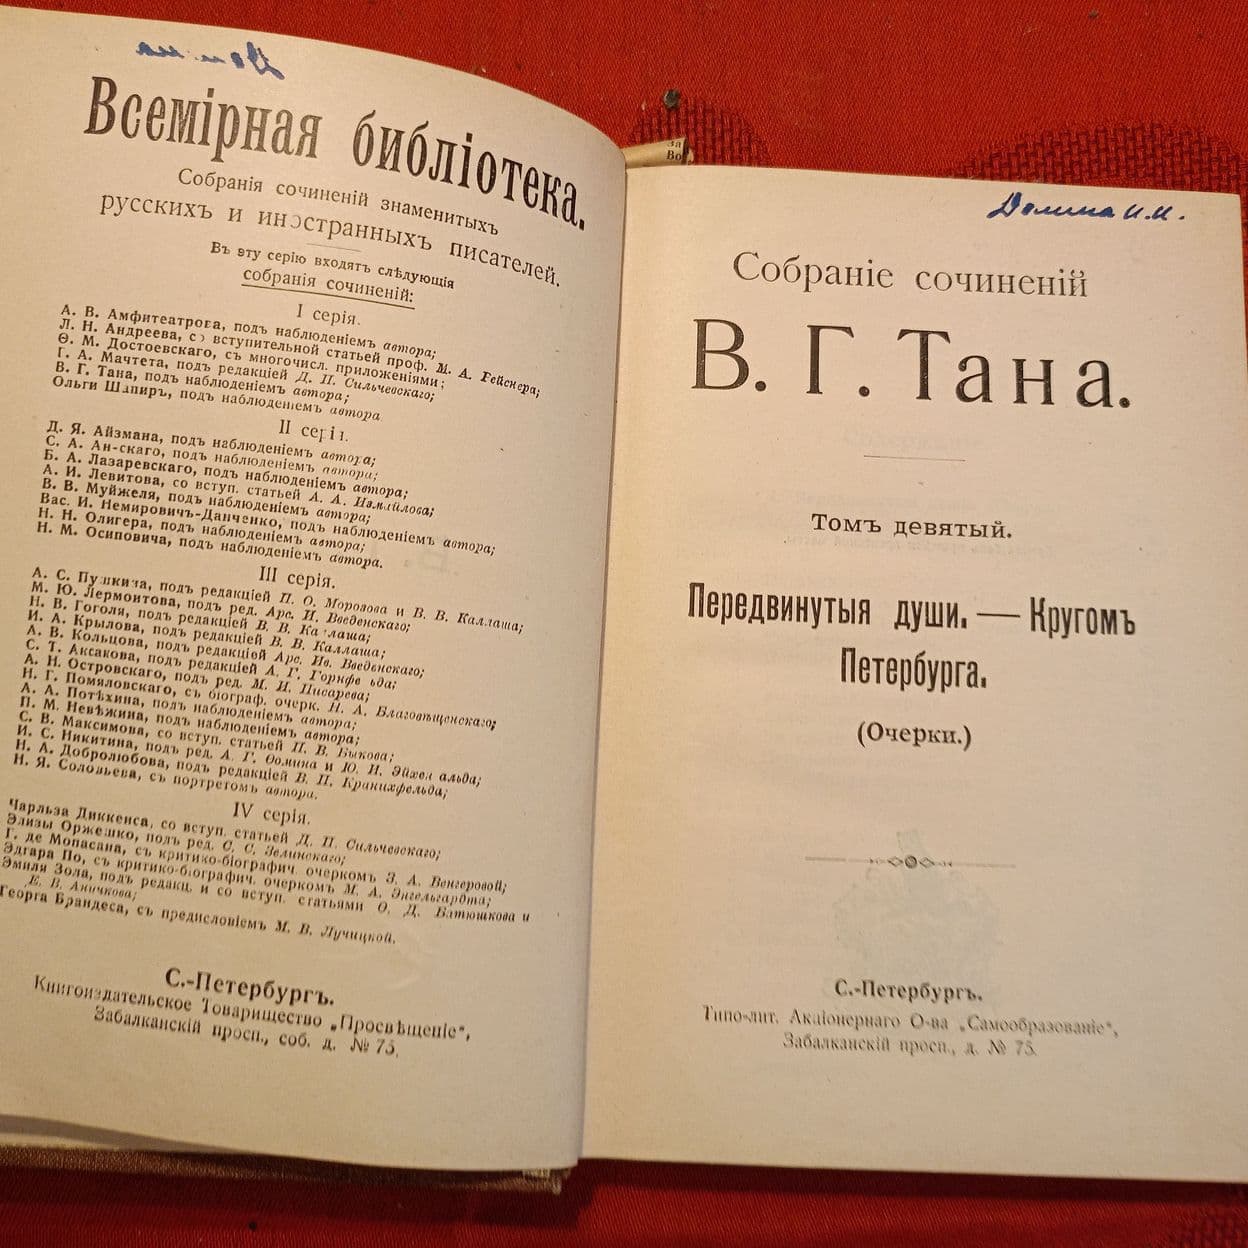 Всемірная библіотека.
Собранія сочиненій знаменитыхъ
русскихъ и иностранныхъ писателей.
Въ эту серію входятъ слѣдующія
собранія сочиненій:
I серія.
А. В. Амфитеатрова, подъ наблюденіемъ автора;
Л. Н. Андреева, со вступительной статьей проф. М. А. Рейснера;
Ѳ. М. Достоевскаго, съ многочисл. приложеніями;
Г. А. Мачтета, подъ редакціей Д. П. Сильчевскаго;
В. Г. Тана, подъ наблюденіемъ автора;
Ольги Шапиръ, подъ наблюденіемъ автора
II серія.
Д. Я. Айзмана, подъ наблюденіемъ автора;
С. А. Ан-скаго, подъ наблюденіемъ автора;
Б. А. Лазаревскаго, подъ наблюденіемъ автора;
А. И. Левитова, со вступ. статьей А. А. Измайлова;
В. В. Муйжеля, подъ наблюденіемъ автора;
Вас. И. Немировичъ-Данченко, подъ наблюденіемъ автора;
Н. Н. Олигера, подъ наблюденіемъ автора;
Н. М. Осиповича, подъ наблюденіемъ автора.
III серія.
А. С. Пушкина, подъ редакціей П. О. Морозова и В. В. Каллаша;
М. Ю. Лермонтова, подъ ред. Арс. И. Введенскаго;
Н. В. Гоголя, подъ редакціей В. В. Каллаша;
И. А. Крылова, подъ редакціей В. В. Каллаша;
А. В. Кольцова, подъ редакціей Арс. Ив. Введенскаго;
С. Т. Аксакова, подъ редакціей А. Г. Горнфельда;
А. Н. Островскаго, подъ ред. М. И. Писарева;
Н. Г. Помяловскаго, съ біограф. очерк. Н. А. Благовѣщенскаго;
А. А. Потѣхина, подъ наблюденіемъ автора;
П. М. Невѣжина, подъ наблюденіемъ автора;
С. В. Максимова, со вступ. статьей П. В. Быкова;
И. С. Никитина, подъ ред. А. Г. Фомина и Ю. И. Эйхенвальда;
Н. А. Добролюбова, подъ редакціей В. П. Кранихфельда;
Н. Я. Соловьева, съ портретомъ автора.
IV серія.
Чарльза Диккенса, со вступ. статьей Д. П. Сильчевскаго;
Элизы Оржешко, подъ ред. С. С. Зелинскаго;
Г. де Мопасана, съ критико-біографич. очеркомъ З. А. Венгеровой;
Эдгара По, съ критико-біографич. очеркомъ М. А. Энгельгардта;
Эмиля Зола, подъ редакц. и со вступ. статьями Ѳ. Д. Батюшкова и
Е. В. Аничкова;
Георга Брандеса, съ предисловіемъ М. В. Лучицкой.
С.-Петербургъ.
Книгоиздательское Товарищество „Просвѣщеніе“,
Забалканскій просп., соб. д. № 75.
за
Во
Долина И.И.
Собраніе сочиненій
В. Г. Тана.
Томъ девятый.
Передвинутыя души. — Кругомъ
Петербурга.
(Очерки.)
С.-Петербургъ.
Типо-лит. Акціонернаго О-ва „Самообразованіе“,
Забалканскій просп., д. № 75.